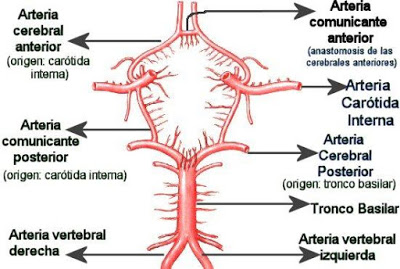 Arteria
cerebral
anterior
(origen: carótida
interna)
Arteria
comunicante
anterior
(anastomosis de las
cerebrales anteriores)
Arteria
Carótida
Interna
Arteria
comunicante
posterior
(origen: carótida interna)
Arteria
Cerebral
Posterior
(origen: tronco basilar)
Tronco Basilar
Arteria vertebral
derecha
Arteria vertebral
izquierda